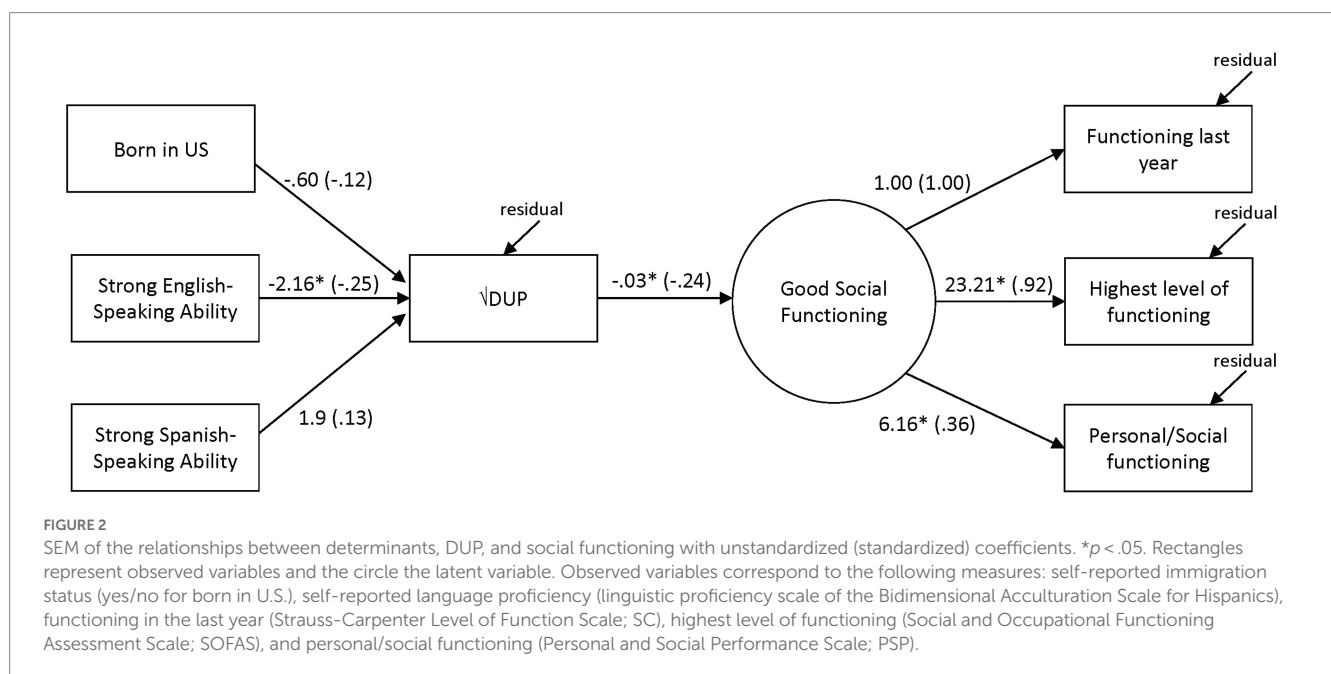 residual
Functioning last
year
Born in US
-.60 (-.12)
1.00 (1.00)
residual
residual
Strong English-
Speaking Ability
-2.16* (-.25)
√DUP
-.03* (-.24)
Good Social
Functioning
23.21* (.92)
Highest level of
functioning
residual
Strong Spanish-
Speaking Ability
1.9 (.13)
6.16* (.36)
Personal/Social
functioning
FIGURE 2
SEM of the relationships between determinants, DUP, and social functioning with unstandardized (standardized) coefficients. *p < .05. Rectangles
represent observed variables and the circle the latent variable. Observed variables correspond to the following measures: self-reported immigration
status (yes/no for born in U.S.), self-reported language proficiency (linguistic proficiency scale of the Bidimensional Acculturation Scale for Hispanics),
functioning in the last year (Strauss-Carpenter Level of Function Scale; SC), highest level of functioning (Social and Occupational Functioning
Assessment Scale; SOFAS), and personal/social functioning (Personal and Social Performance Scale; PSP).